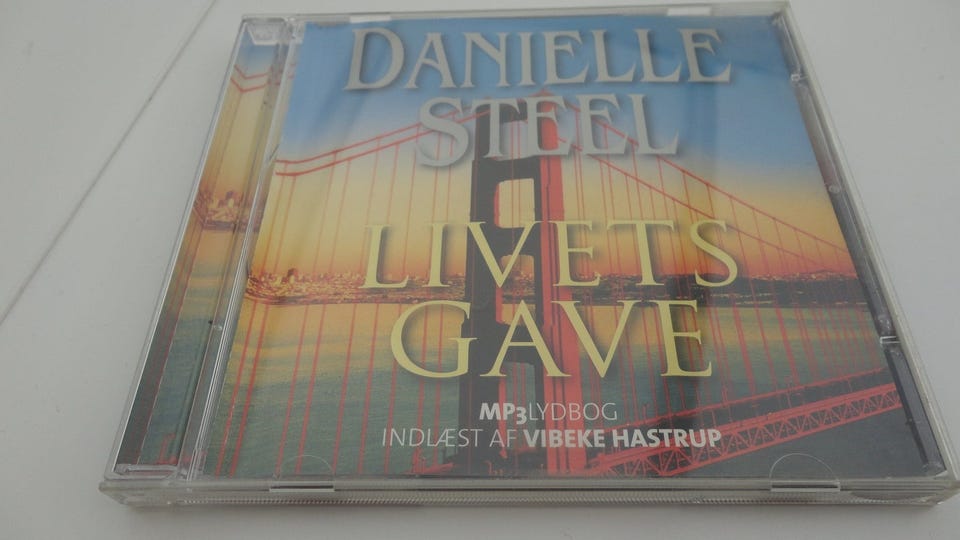 DANIELLE
STEEL
LIVETS
GAVE
MP3LYDBOG
INDLÆST AF VIBEKE HASTRUP